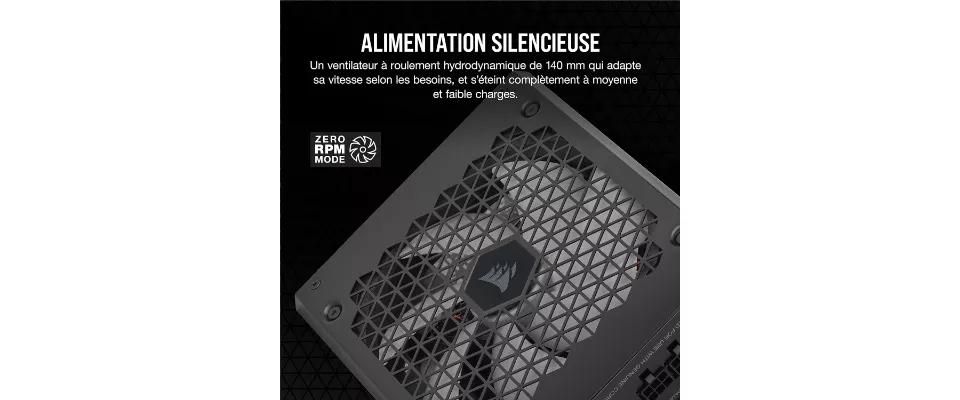 ALIMENTATION SILENCIEUSE
Un ventilateur à roulement hydrodynamique de 140 mm qui adapte
sa vitesse selon les besoins, et s'éteint complètement à moyenne
et faible charges.
ZERO
RPM
MODE